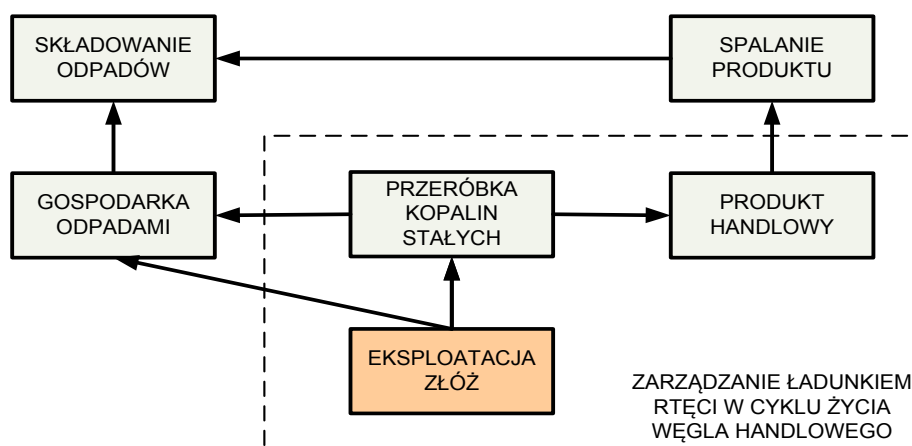 SKŁADOWANIE
ODPADÓW
SPALANIE
PRODUKTU
GOSPODARKA
ODPADAMI
PRZERÓBKA
KOPALIN
STAŁYCH
PRODUKT
HANDLOWY
EKSPLOATACJA
ZŁÓŻ
ZARZĄDZANIE ŁADUNKIEM
RTĘCI W CYKLU ŻYCIA
WĘGLA HANDLOWEGO